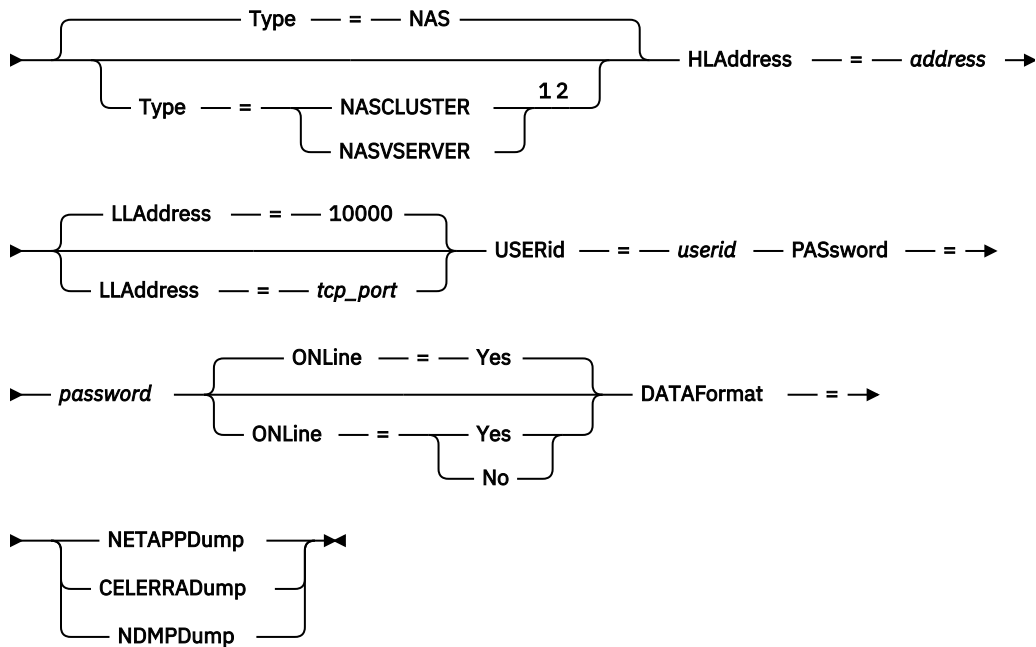 Type = NAS
HLAddress = address
Type = NASCLUSTER 1 2
NASVSERVER
LLAddress = 10000
USERid = userid PASsword =
LLAddress = tcp_port
ONLine = Yes
password DATAFormat =
ONLine = Yes
No
NETAPPDump
CELERRADump
NDMPDump